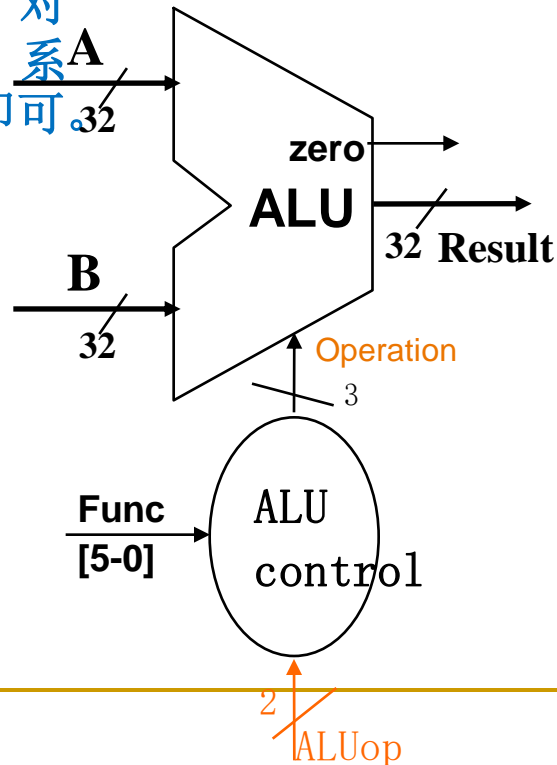 对
系
可。
A
32
zero
ALU
32 Result
B
32
Operation
3
Func
[5-0]
ALU
control
2
ALUop